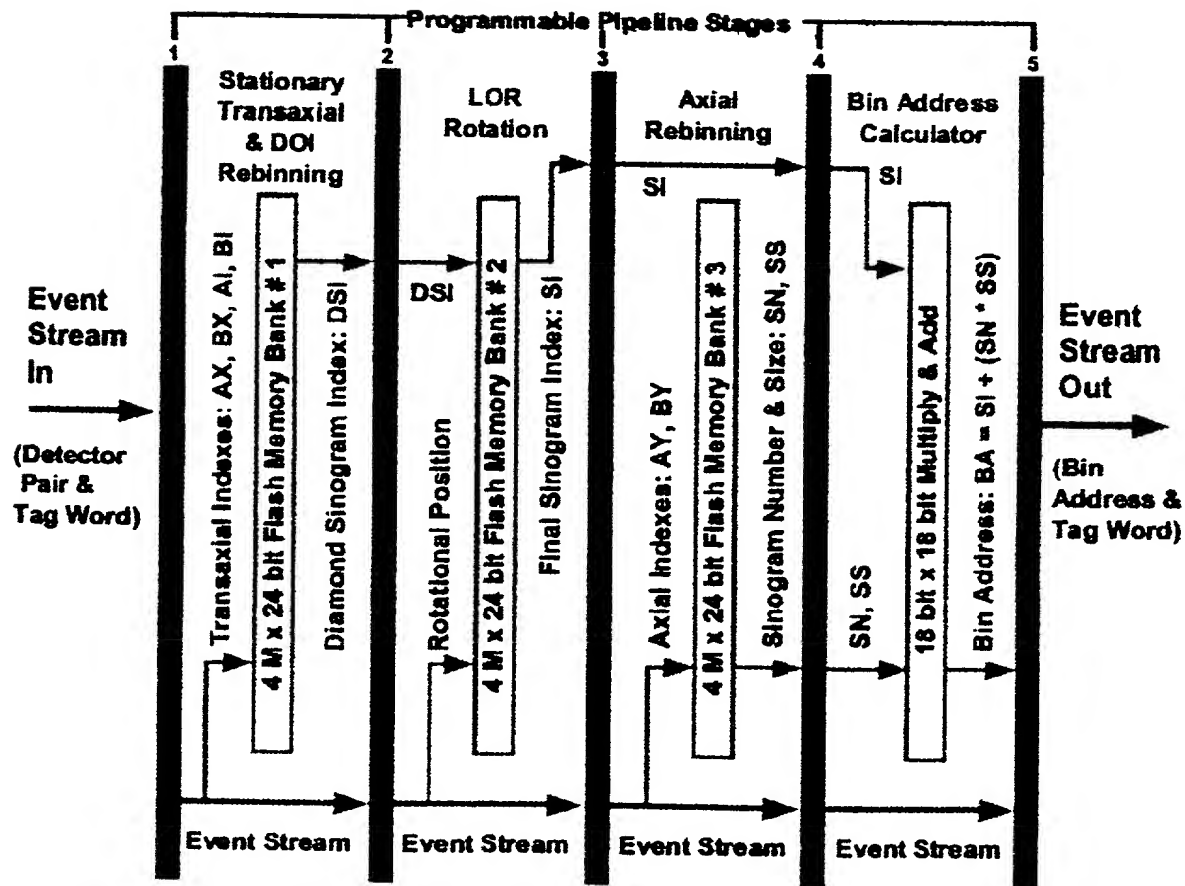 Programmable Pipeline Stages
1
2
3
4
5
Stationary
Transaxial
& DOI
Rebinning
LOR
Rotation
Axial
Rebinning
Bin Address
Calculator
Event
Stream
In
(Detector
Pair &
Tag Word)
Transaxial Indexes: AX, BX, AI, BI
4 M x 24 bit Flash Memory Bank # 1
Diamond Sinogram Index: DSI
DSI
Rotational Position
4 M x 24 bit Flash Memory Bank # 2
Final Sinogram Index: SI
SI
Axial Indexes: AY, BY
4 M x 24 bit Flash Memory Bank # 3
Sinogram Number & Size: SN, SS
SI
SN, SS
18 bit x 18 bit Multiply & Add
Bin Address: BA = SI + (SN * SS)
Event
Stream
Out
(Bin
Address &
Tag Word)
Event Stream
Event Stream
Event Stream
Event Stream